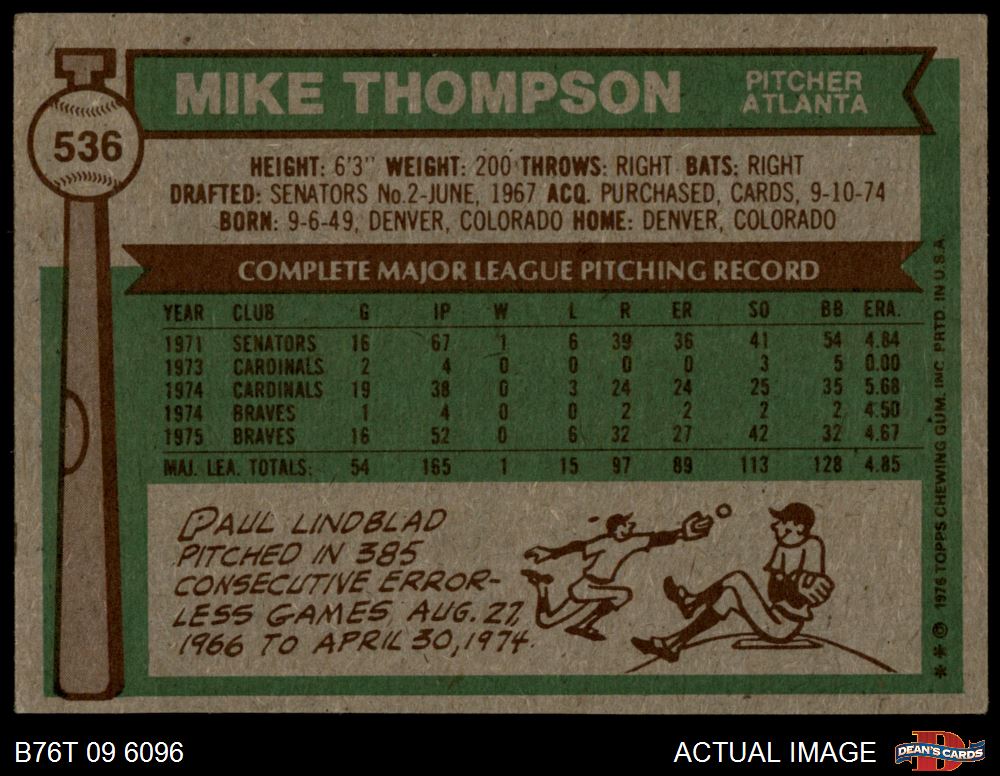 536
MIKE THOMPSON
PITCHER
ATLANTA
HEIGHT: 6'3" WEIGHT: 200 THROWS: RIGHT BATS: RIGHT
DRAFTED: SENATORS No.2-JUNE, 1967 ACQ. PURCHASED, CARDS, 9-10-74
BORN: 9-6-49, DENVER, COLORADO HOME: DENVER, COLORADO
COMPLETE MAJOR LEAGUE PITCHING RECORD
YEAR CLUB G IP W L R ER SO BB ERA.
1971 SENATORS 16 67 1 6 39 36 41 54 4.84
1973 CARDINALS 2 4 0 0 0 0 3 5 0.00
1974 CARDINALS 19 38 0 3 24 24 25 35 5.68
1974 BRAVES 1 4 0 0 2 2 2 2 4.50
1975 BRAVES 16 52 0 6 32 27 42 32 4.67
MAJ. LEA. TOTALS: 54 165 1 15 97 89 113 128 4.85
PAUL LINDBLAD
PITCHED IN 385
CONSECUTIVE ERROR-
LESS GAMES, AUG. 27,
1966 TO APRIL 30, 1974.
* * © 1976 TOPPS CHEWING GUM, INC. PRTD. IN U.S.A.
B76T 09 6096
ACTUAL IMAGE
D
DEAN'S CARDS